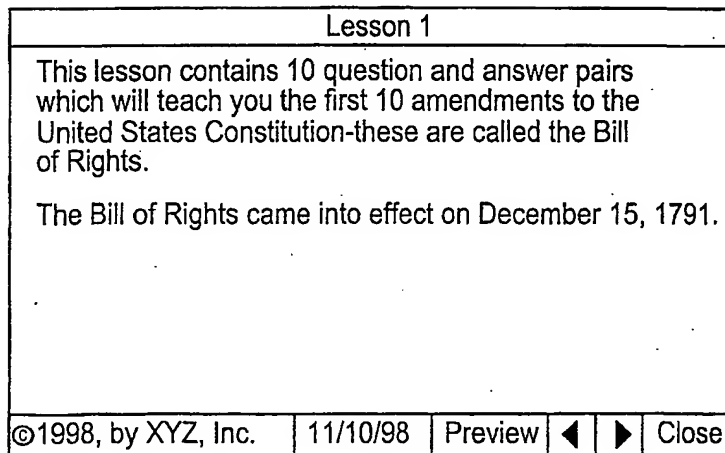 Lesson 1
This lesson contains 10 question and answer pairs
which will teach you the first 10 amendments to the
United States Constitution-these are called the Bill
of Rights.
The Bill of Rights came into effect on December 15, 1791.
©1998, by XYZ, Inc. 11/10/98 Preview ◀ ▶ Close